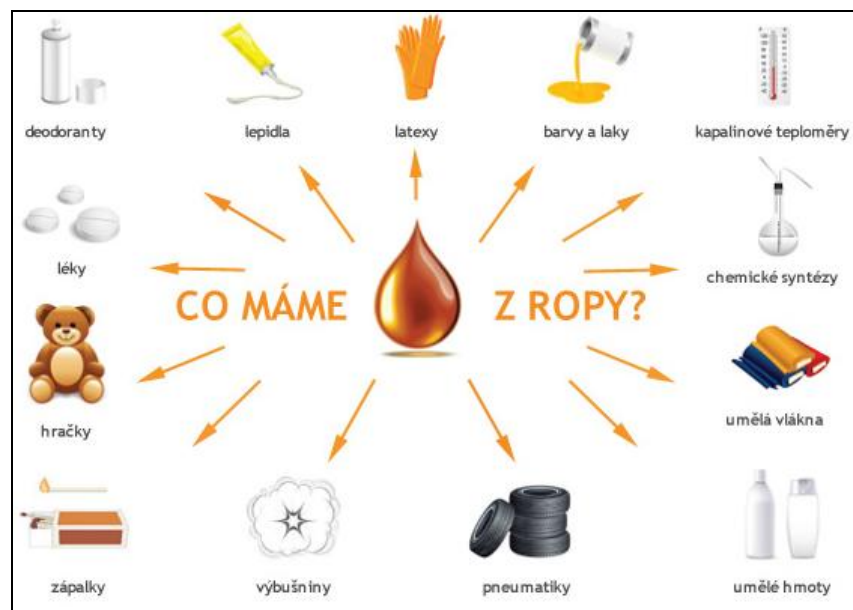 deodoranty
lepidla
latexy
barvy a laky
kapalinové teploměry
léky
chemické syntézy
CO MÁME Z ROPY?
hračky
umělá vlákna
zápalky
výbušniny
pneumatiky
umělé hmoty